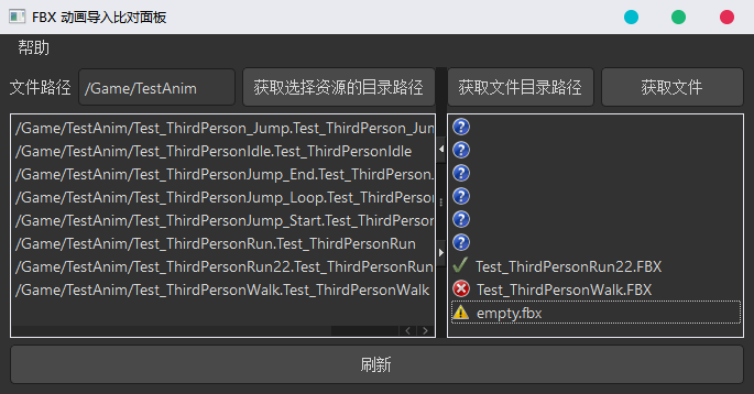 FBX 动画导入比对面板
帮助
文件路径 /Game/TestAnim 获取选择资源的目录路径 获取文件目录路径 获取文件
/Game/TestAnim/Test_ThirdPerson_Jump.Test_ThirdPerson_Jun
/Game/TestAnim/Test_ThirdPersonIdle.Test_ThirdPersonIdle
/Game/TestAnim/Test_ThirdPersonJump_End.Test_ThirdPerson.
/Game/TestAnim/Test_ThirdPersonJump_Loop.Test_ThirdPerson
/Game/TestAnim/Test_ThirdPersonJump_Start.Test_ThirdPerson
/Game/TestAnim/Test_ThirdPersonRun.Test_ThirdPersonRun
/Game/TestAnim/Test_ThirdPersonRun22.Test_ThirdPersonRun
/Game/TestAnim/Test_ThirdPersonWalk.Test_ThirdPersonWalk
Test_ThirdPersonRun22.FBX
Test_ThirdPersonWalk.FBX
empty.fbx
刷新